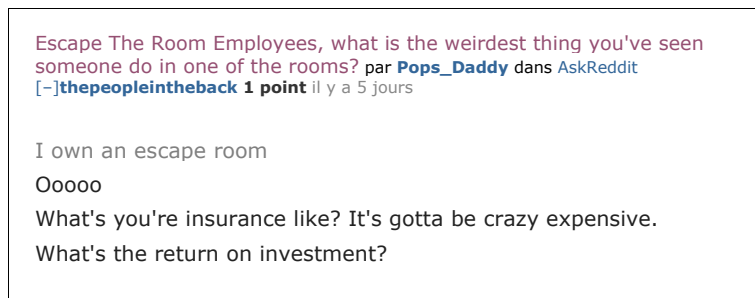 Escape The Room Employees, what is the weirdest thing you've seen
someone do in one of the rooms? par Pops_Daddy dans AskReddit
[–]thepeopleintheback 1 point il y a 5 jours
I own an escape room
Ooooo
What's you're insurance like? It's gotta be crazy expensive.
What's the return on investment?